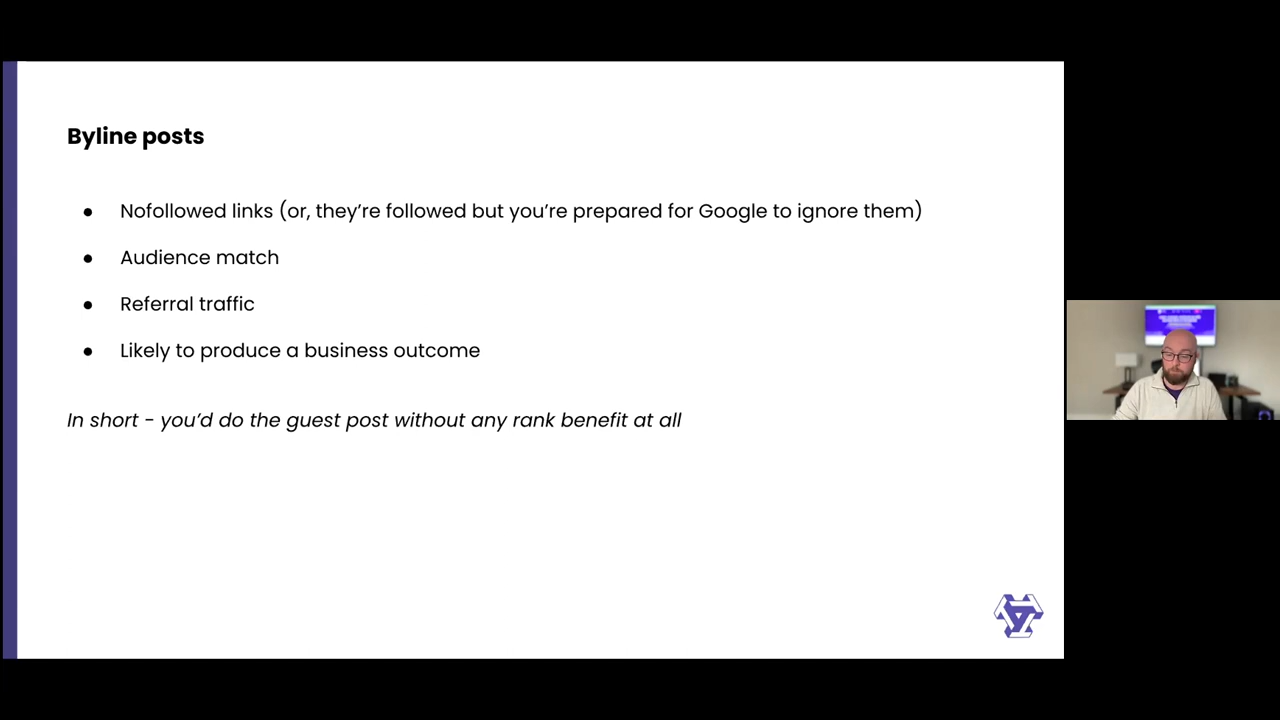 Byline posts
● Nofollowed links (or, they’re followed but you’re prepared for Google to ignore them)
● Audience match
● Referral traffic
● Likely to produce a business outcome
In short - you’d do the guest post without any rank benefit at all